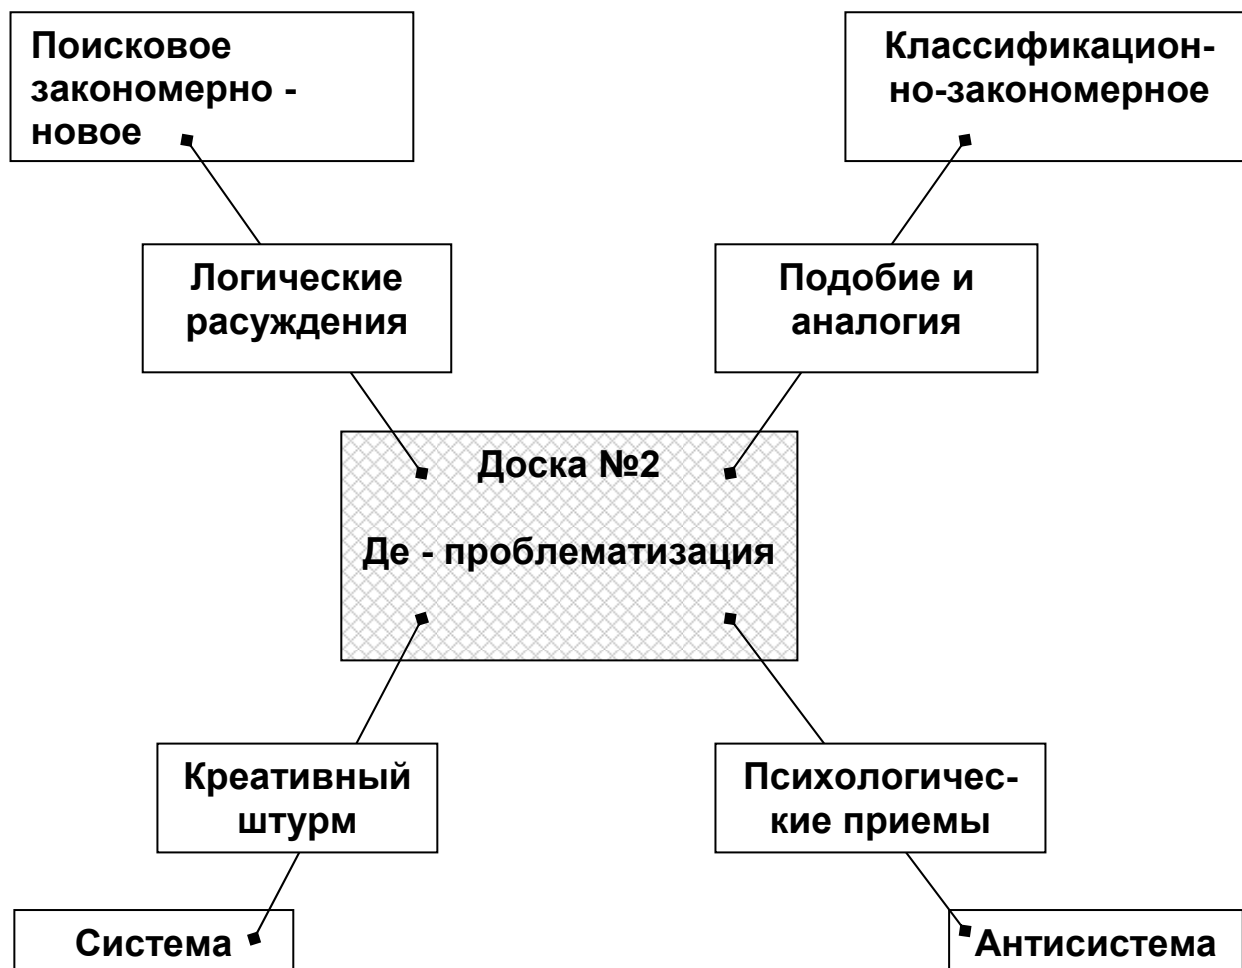 Поисковое
закономерно -
новое
Классификацион-
но-закономерное
Логические
расуждения
Подобие и
аналогия
Доска №2
Де - проблематизация
Креативный
штурм
Психологичес-
кие приемы
Система
Антисистема